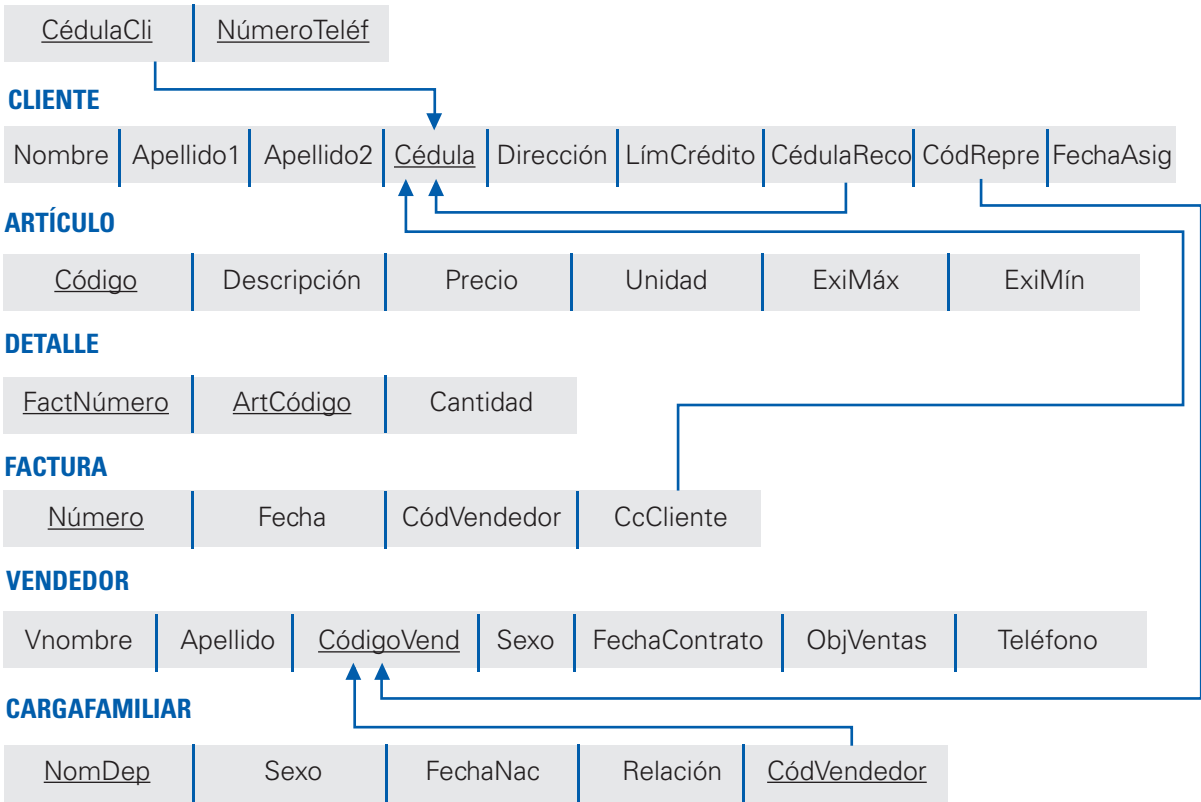 CédulaCli NúmeroTeléf
CLIENTE
Nombre Apellido1 Apellido2 Cédula Dirección LímCrédito CédulaReco CódRepre FechaAsig
ARTÍCULO
Código Descripción Precio Unidad ExiMáx ExiMín
DETALLE
FactNúmero ArtCódigo Cantidad
FACTURA
Número Fecha CódVendedor CcCliente
VENDEDOR
Vnombre Apellido CódigoVend Sexo FechaContrato ObjVentas Teléfono
CARGAFAMILIAR
NomDep Sexo FechaNac Relación CódVendedor